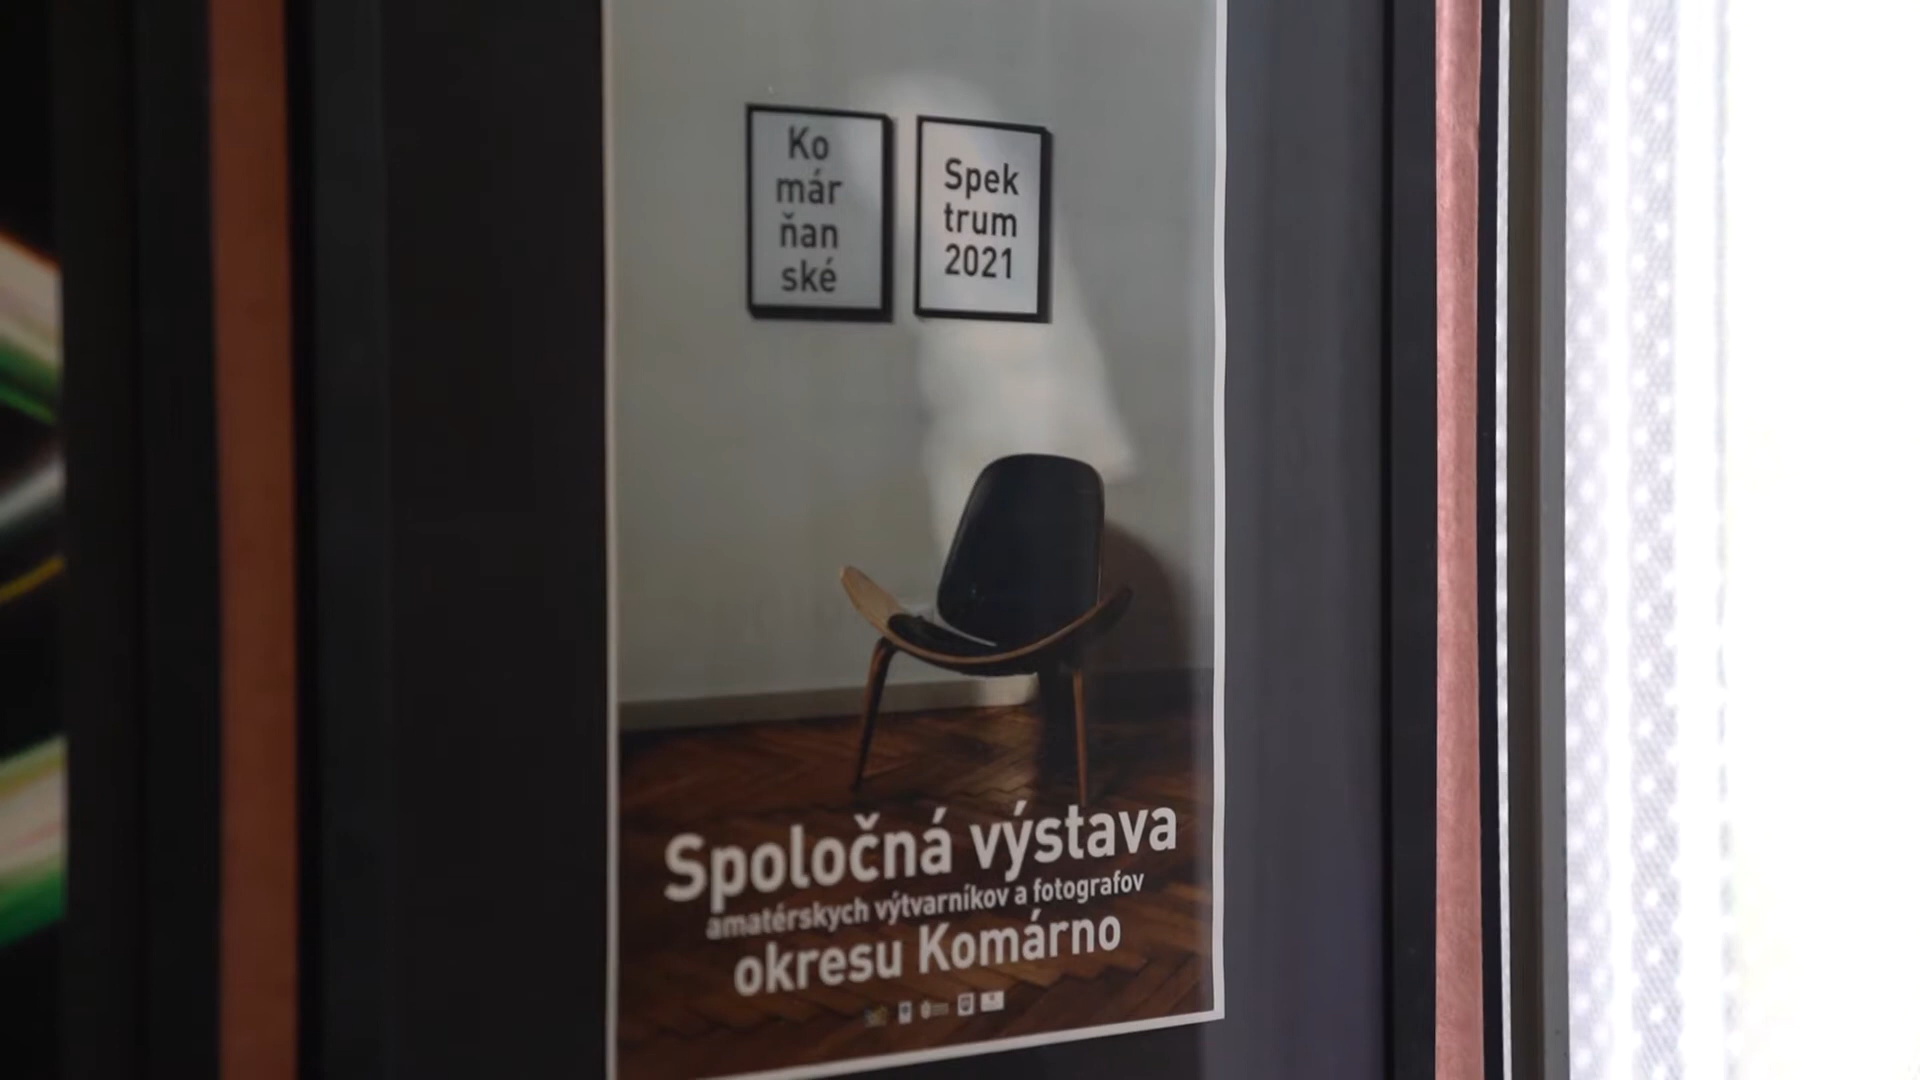 Ko
már
ňan
ské
Spek
trum
2021
Spoločná výstava
amatérskych výtvarníkov a fotografov
okresu Komárno